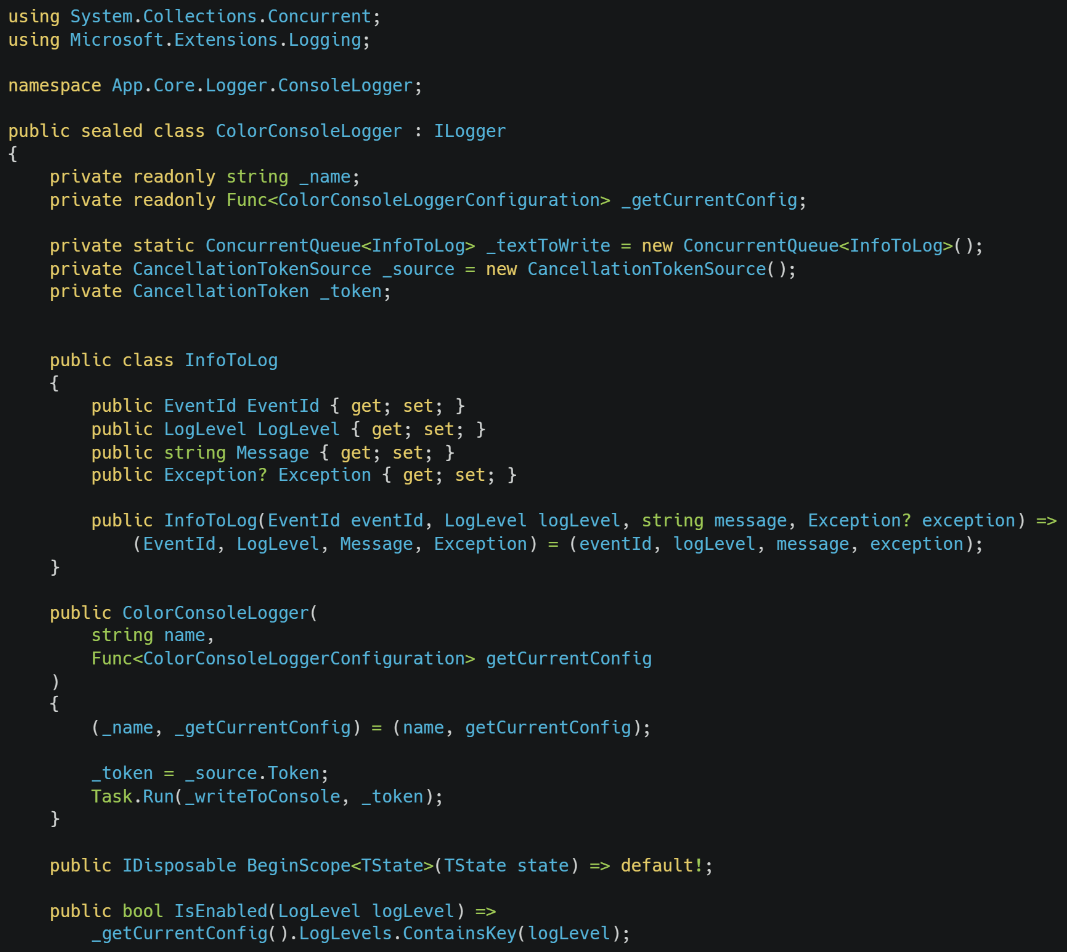 using System.Collections.Concurrent;
using Microsoft.Extensions.Logging;

namespace App.Core.Logger.ConsoleLogger;

public sealed class ColorConsoleLogger : ILogger
{
    private readonly string _name;
    private readonly Func<ColorConsoleLoggerConfiguration> _getCurrentConfig;

    private static ConcurrentQueue<InfoToLog> _textToWrite = new ConcurrentQueue<InfoToLog>();
    private CancellationTokenSource _source = new CancellationTokenSource();
    private CancellationToken _token;


    public class InfoToLog
    {
        public EventId EventId { get; set; }
        public LogLevel LogLevel { get; set; }
        public string Message { get; set; }
        public Exception? Exception { get; set; }

        public InfoToLog(EventId eventId, LogLevel logLevel, string message, Exception? exception) =>
            (EventId, LogLevel, Message, Exception) = (eventId, logLevel, message, exception);
    }

    public ColorConsoleLogger(
        string name,
        Func<ColorConsoleLoggerConfiguration> getCurrentConfig
    )
    {
        (_name, _getCurrentConfig) = (name, getCurrentConfig);

        _token = _source.Token;
        Task.Run(_writeToConsole, _token);
    }

    public IDisposable BeginScope<TState>(TState state) => default!;

    public bool IsEnabled(LogLevel logLevel) =>
        _getCurrentConfig().LogLevels.ContainsKey(logLevel);